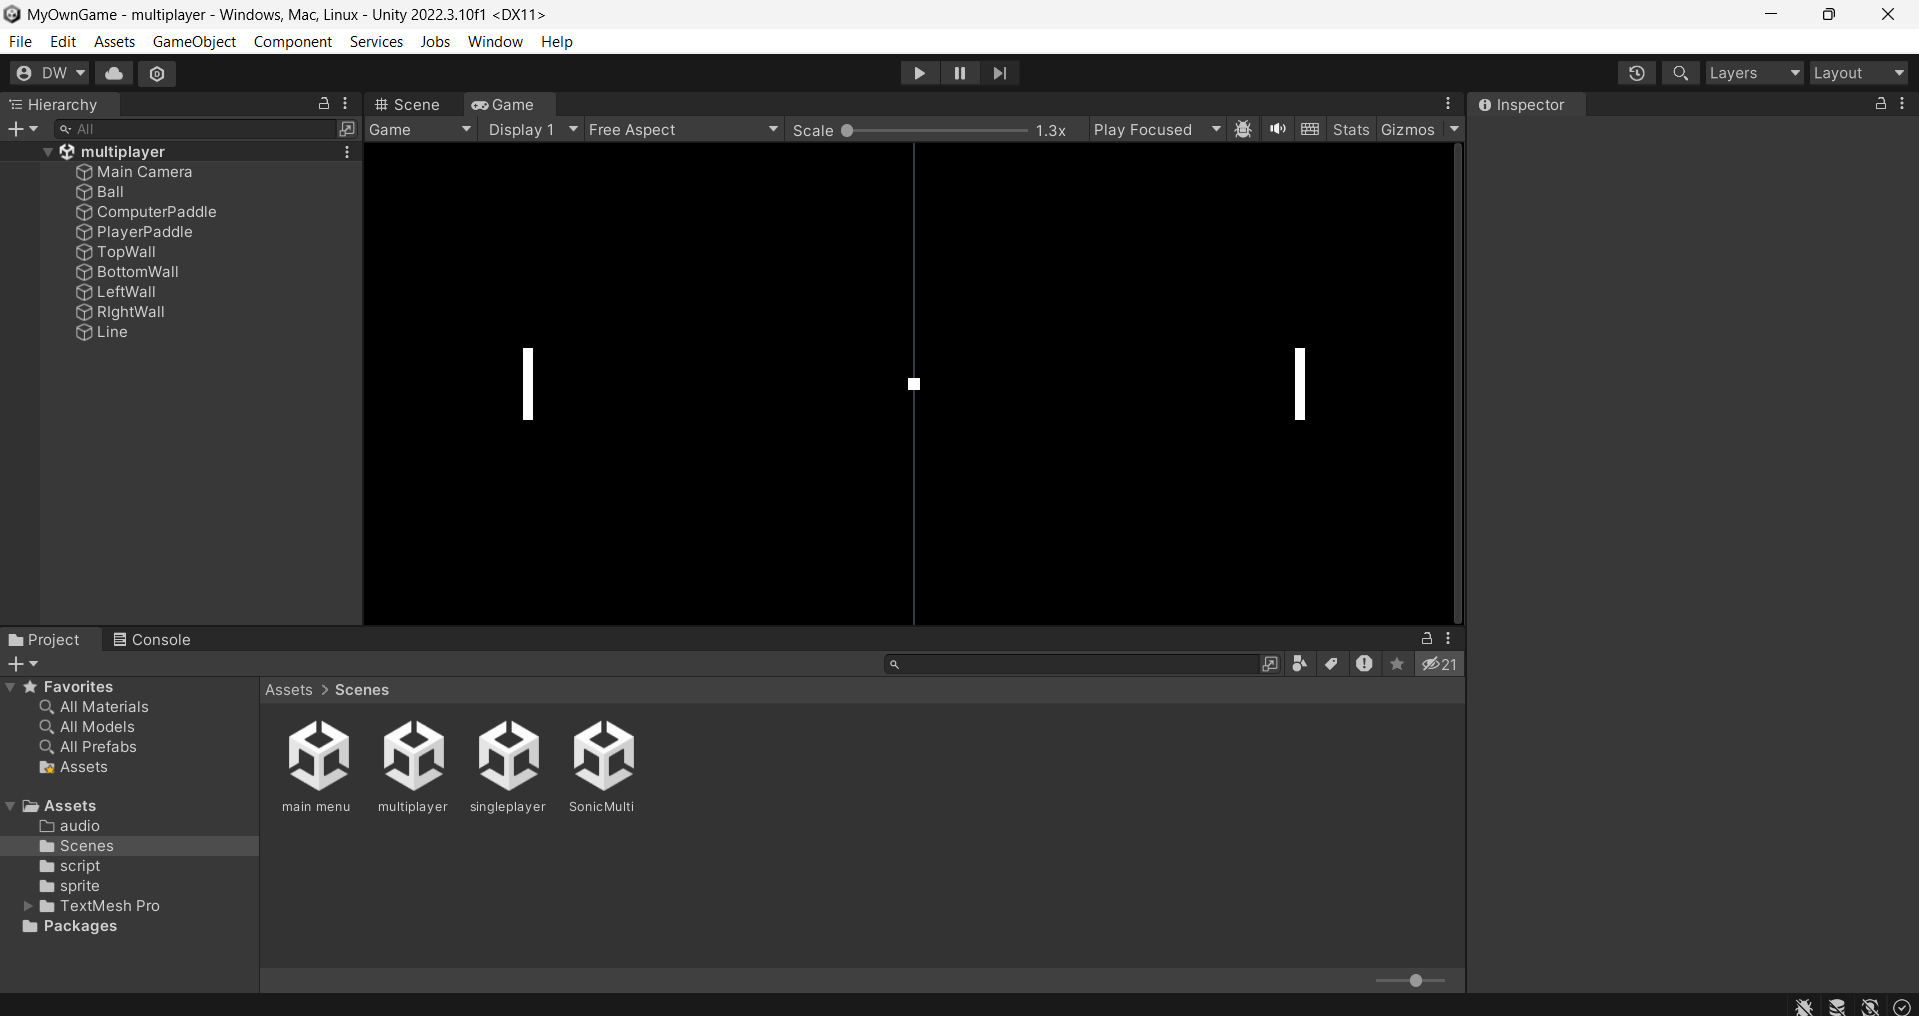 MyOwnGame - multiplayer - Windows, Mac, Linux - Unity 2022.3.10f1 <DX11>
File Edit Assets GameObject Component Services Jobs Window Help
DW Layers Layout
Hierarchy Scene Game Inspector
All Game Display 1 Free Aspect Scale 1.3x Play Focused Stats Gizmos
multiplayer
Main Camera
Ball
ComputerPaddle
PlayerPaddle
TopWall
BottomWall
LeftWall
RIghtWall
Line
Project Console
21
Favorites
All Materials
All Models
All Prefabs
Assets
Assets
audio
Scenes
script
sprite
TextMesh Pro
Packages
Assets > Scenes
main menu multiplayer singleplayer SonicMulti